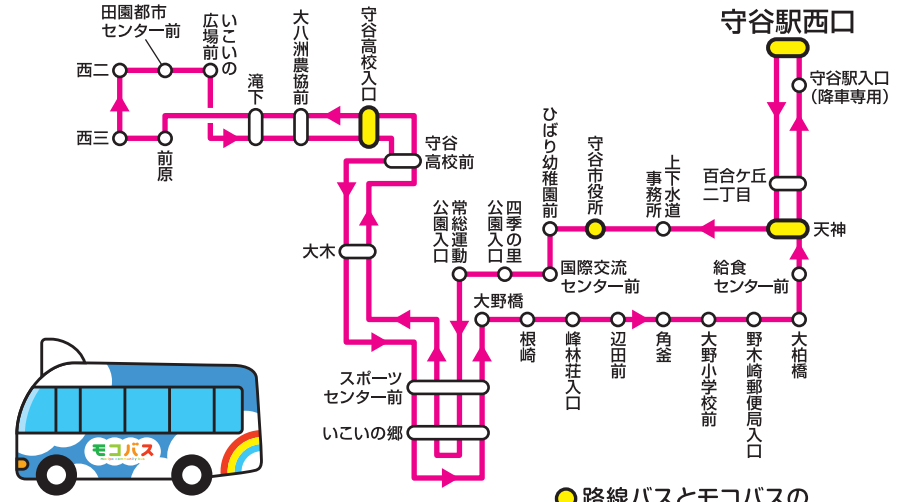 守谷駅西口
守谷駅入口
（降車専用）
百合ケ丘
二丁目
天神
上下水道
事務所
守谷市役所
ひばり幼稚園前
国際交流
センター前
四季の里
公園入口
常総運動
公園入口
給食
センター前
大柏橋
野木崎郵便局入口
大野小学校前
角釜
辺田前
峰林荘入口
根崎
大野橋
スポーツ
センター前
いこいの郷
大木
守谷
高校前
守谷高校入口
大八洲農協前
滝下
いこいの
広場前
田園都市
センター前
西二
西三
前原
モコバス
路線バスとモコバスの